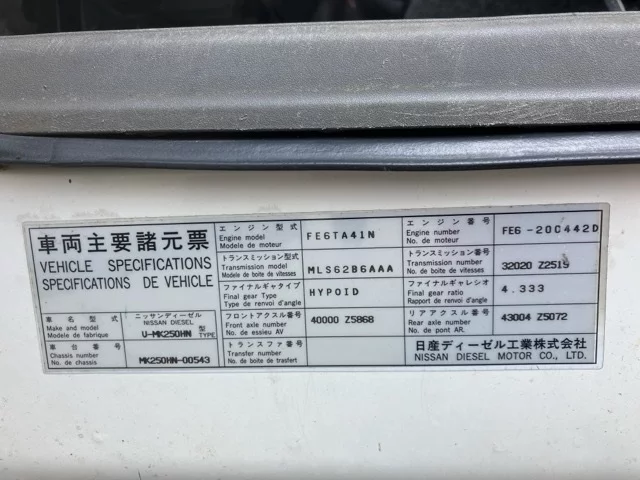 車両主要諸元票
VEHICLE SPECIFICATIONS
SPECIFICATIONS DE VEHICLE
車名型式
Make and model
Modele de fabrique
ニッサンディーゼル
NISSAN DIESEL
U-MK250HN 型
TYPE
車台番号
Chassis number
No. de chassis
MK250HN-00543
エンジン型式
Engine model
Modele de moteur
FE6TA41N
エンジン番号
Engine number
No. de moteur
FE6-20C442D
トランスミッション型式
Transmission model
Modele de boite de vitesses
MLS62B6AAA
トランスミッション番号
Transmission number
No. de boite de vitesses
32020 Z2519
ファイナルギヤタイプ
Final gear Type
Type de renvoi d'angle
HYPOID
ファイナルギャレシオ
Final gear ratio
Rapport de renvoi d'angle
4.333
フロントアクスル番号
Front axle number
No. de essieu AV
40000 Z5868
リアアクスル番号
Rear axle number
No. de pont AR.
43004 Z5072
トランスファ番号
Transfer number
No. de boite de trasfert
日産ディーゼル工業株式会社
NISSAN DIESEL MOTOR CO., LTD.